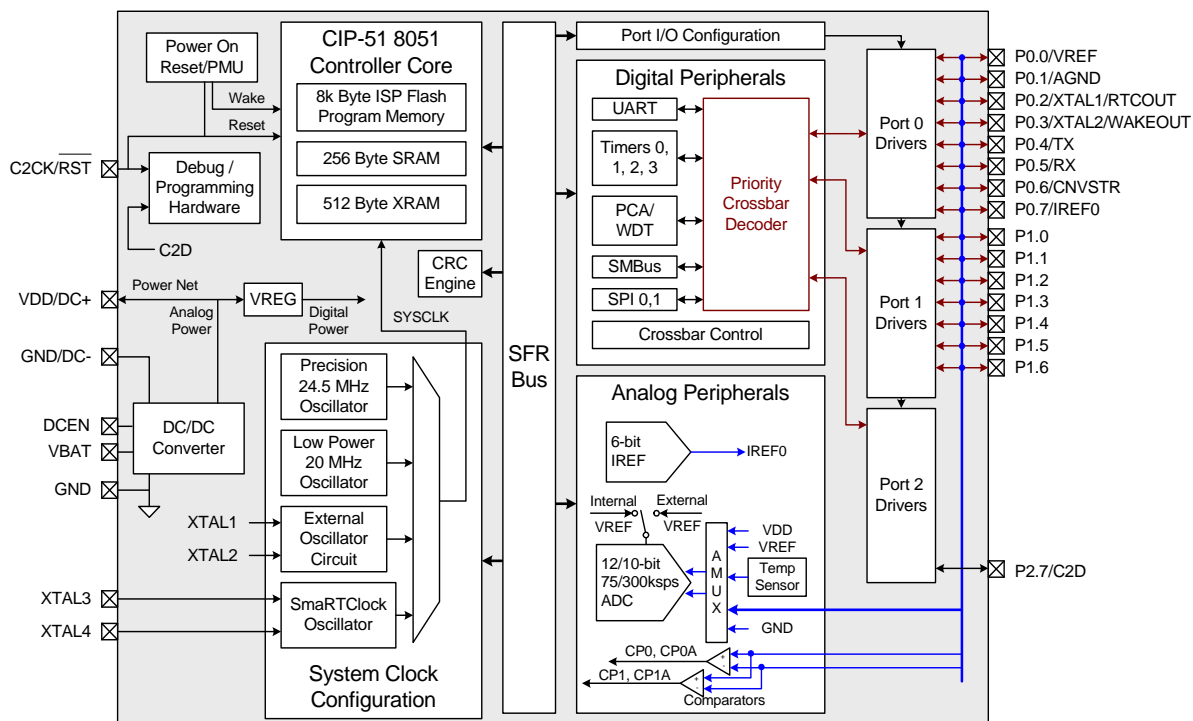 Power On
Reset/PMU
Wake
Reset
C2CK/RST
Debug /
Programming
Hardware
C2D
CIP-51 8051
Controller Core
8k Byte ISP Flash
Program Memory
256 Byte SRAM
512 Byte XRAM
CRC
Engine
VDD/DC+
Power Net
Analog
Power
VREG
Digital
Power
SYSCLK
GND/DC-
DCEN
VBAT
GND
DC/DC
Converter
XTAL1
XTAL2
XTAL3
XTAL4
Precision
24.5 MHz
Oscillator
Low Power
20 MHz
Oscillator
External
Oscillator
Circuit
SmaRTClock
Oscillator
System Clock
Configuration
SFR
Bus
Port I/O Configuration
Digital Peripherals
UART
Timers 0,
1, 2, 3
PCA/
WDT
SMBus
SPI 0,1
Priority
Crossbar
Decoder
Crossbar Control
Analog Peripherals
6-bit
IREF
IREF0
Internal
VREF
External
VREF
12/10-bit
75/300ksps
ADC
A
M
U
X
VDD
VREF
Temp
Sensor
GND
CP0, CP0A
+
-
CP1, CP1A
+
-
Comparators
Port 0
Drivers
Port 1
Drivers
Port 2
Drivers
P0.0/VREF
P0.1/AGND
P0.2/XTAL1/RTCOUT
P0.3/XTAL2/WAKEOUT
P0.4/TX
P0.5/RX
P0.6/CNVSTR
P0.7/IREF0
P1.0
P1.1
P1.2
P1.3
P1.4
P1.5
P1.6
P2.7/C2D